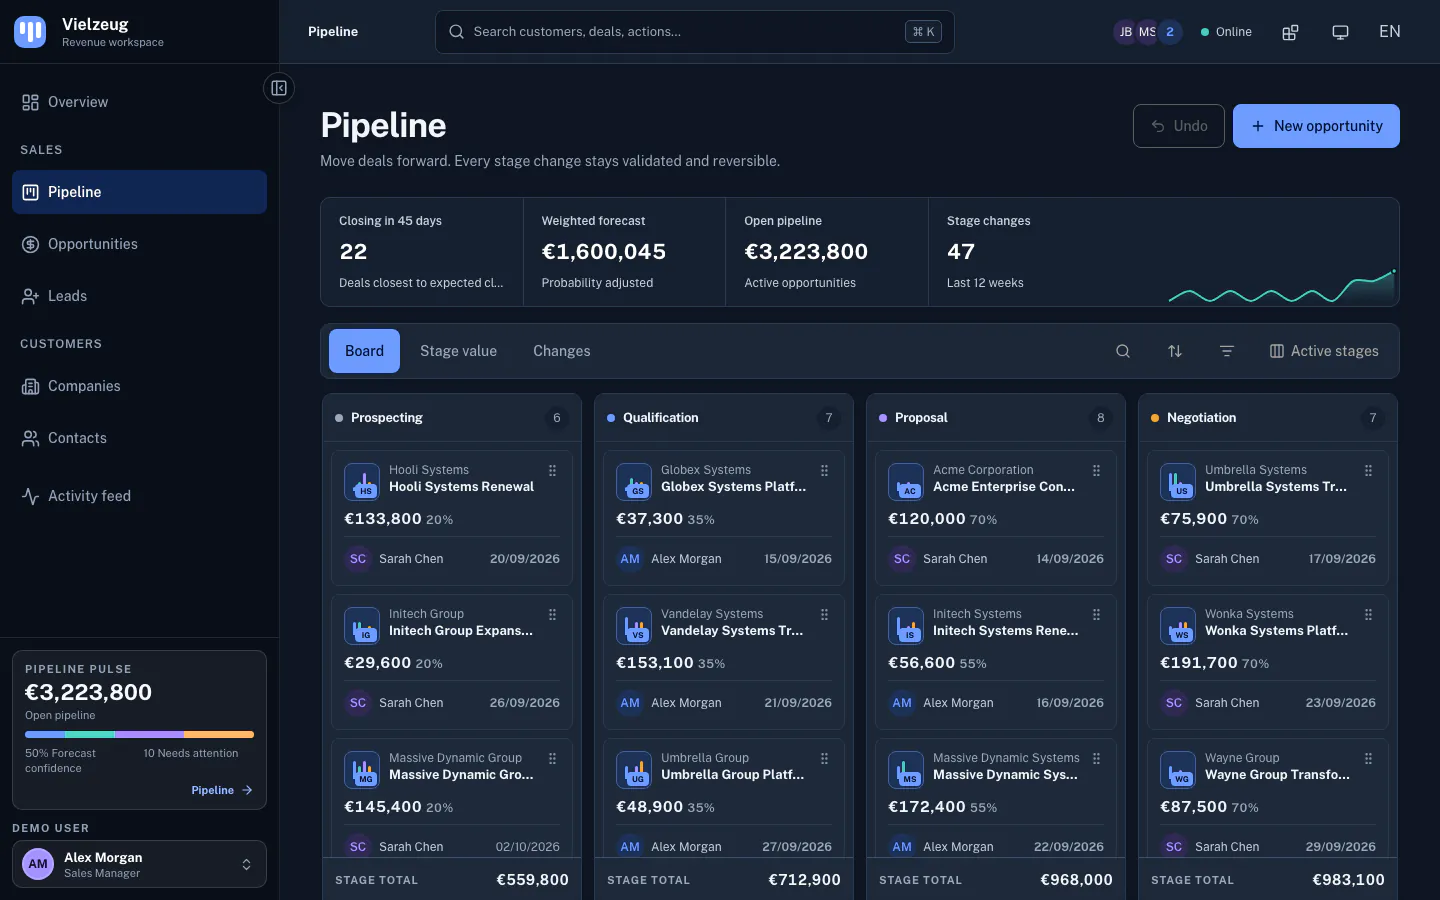 Vielzeug
Revenue workspace
Overview
SALES
Pipeline
Opportunities
Leads
CUSTOMERS
Companies
Contacts
Activity feed
PIPELINE PULSE
€3,223,800
Open pipeline
50% Forecast confidence
10 Needs attention
Pipeline
DEMO USER
AM
Alex Morgan
Sales Manager
Pipeline
Search customers, deals, actions...
⌘ K
JB MS 2
Online
EN
Pipeline
Move deals forward. Every stage change stays validated and reversible.
Undo
New opportunity
Closing in 45 days
22
Deals closest to expected cl...
Weighted forecast
€1,600,045
Probability adjusted
Open pipeline
€3,223,800
Active opportunities
Stage changes
47
Last 12 weeks
Board
Stage value
Changes
Active stages
Prospecting 6
HS
Hooli Systems
Hooli Systems Renewal
€133,800 20%
SC Sarah Chen 20/09/2026
IG
Initech Group
Initech Group Expans...
€29,600 20%
SC Sarah Chen 26/09/2026
MG
Massive Dynamic Group
Massive Dynamic Gro...
€145,400 20%
SC Sarah Chen 02/10/2026
STAGE TOTAL €559,800
Qualification 7
GS
Globex Systems
Globex Systems Platf...
€37,300 35%
AM Alex Morgan 15/09/2026
VS
Vandelay Systems
Vandelay Systems Tr...
€153,100 35%
AM Alex Morgan 21/09/2026
UG
Umbrella Group
Umbrella Group Platf...
€48,900 35%
AM Alex Morgan 27/09/2026
STAGE TOTAL €712,900
Proposal 8
AC
Acme Corporation
Acme Enterprise Con...
€120,000 70%
SC Sarah Chen 14/09/2026
IS
Initech Systems
Initech Systems Rene...
€56,600 55%
AM Alex Morgan 16/09/2026
MS
Massive Dynamic Systems
Massive Dynamic Sys...
€172,400 55%
AM Alex Morgan 22/09/2026
STAGE TOTAL €968,000
Negotiation 7
US
Umbrella Systems
Umbrella Systems Tr...
€75,900 70%
SC Sarah Chen 17/09/2026
WS
Wonka Systems
Wonka Systems Platf...
€191,700 70%
SC Sarah Chen 23/09/2026
WG
Wayne Group
Wayne Group Transfo...
€87,500 70%
SC Sarah Chen 29/09/2026
STAGE TOTAL €983,100